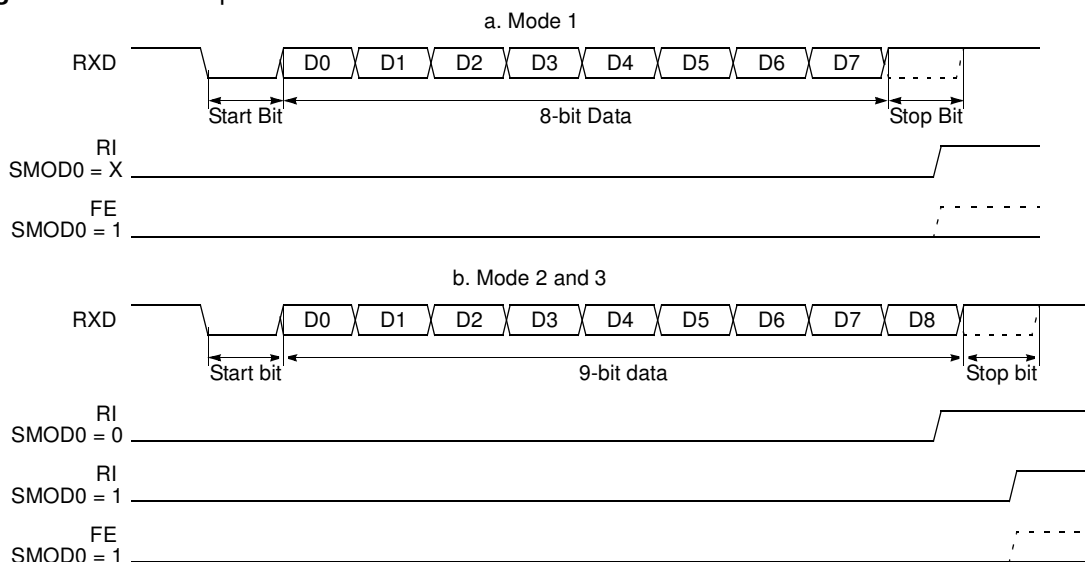 a. Mode 1
RXD D0 D1 D2 D3 D4 D5 D6 D7
Start Bit 8-bit Data Stop Bit
RI
SMOD0 = X
FE
SMOD0 = 1
b. Mode 2 and 3
RXD D0 D1 D2 D3 D4 D5 D6 D7 D8
Start bit 9-bit data Stop bit
RI
SMOD0 = 0
RI
SMOD0 = 1
FE
SMOD0 = 1